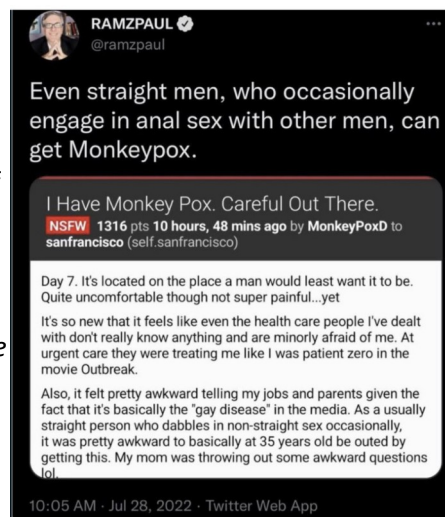 RAMZPAUL
@ramzpaul
Even straight men, who occasionally
engage in anal sex with other men, can
get Monkeypox.
I Have Monkey Pox. Careful Out There.
NSFW 1316 pts 10 hours, 48 mins ago by MonkeyPoxD to
sanfrancisco (self.sanfrancisco)
Day 7. It's located on the place a man would least want it to be.
Quite uncomfortable though not super painful...yet
It's so new that it feels like even the health care people I've dealt
with don't really know anything and are minorly afraid of me. At
urgent care they were treating me like I was patient zero in the
movie Outbreak.
Also, it felt pretty awkward telling my jobs and parents given the
fact that it's basically the "gay disease" in the media. As a usually
straight person who dabbles in non-straight sex occasionally,
it was pretty awkward to basically at 35 years old be outed by
getting this. My mom was throwing out some awkward questions
lol.
10:05 AM · Jul 28, 2022 · Twitter Web App